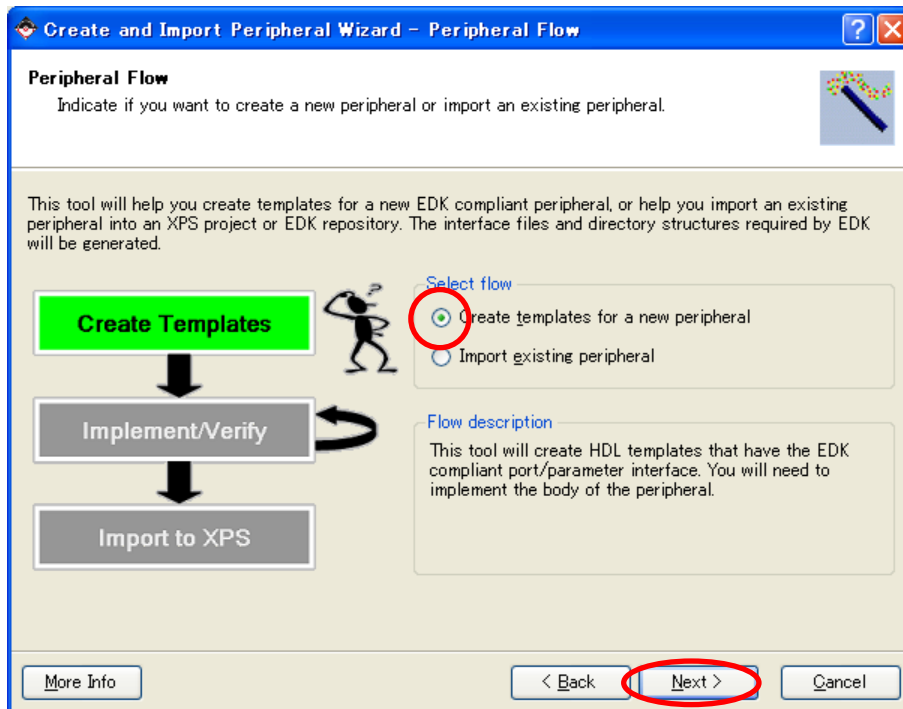 Create and Import Peripheral Wizard - Peripheral Flow
?
Peripheral Flow
Indicate if you want to create a new peripheral or import an existing peripheral.
This tool will help you create templates for a new EDK compliant peripheral, or help you import an existing
peripheral into an XPS project or EDK repository. The interface files and directory structures required by EDK
will be generated.
Create Templates
?
Implement/Verify
Import to XPS
Select flow
Create templates for a new peripheral
Import existing peripheral
Flow description
This tool will create HDL templates that have the EDK
compliant port/parameter interface. You will need to
implement the body of the peripheral.
More Info
< Back
Next >
Cancel